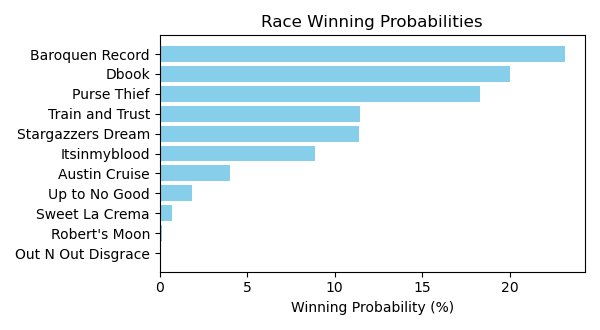 Race Winning Probabilities
Baroquen Record
Dbook
Purse Thief
Train and Trust
Stargazzers Dream
Itsinmyblood
Austin Cruise
Up to No Good
Sweet La Crema
Robert's Moon
Out N Out Disgrace
0 5 10 15 20
Winning Probability (%)